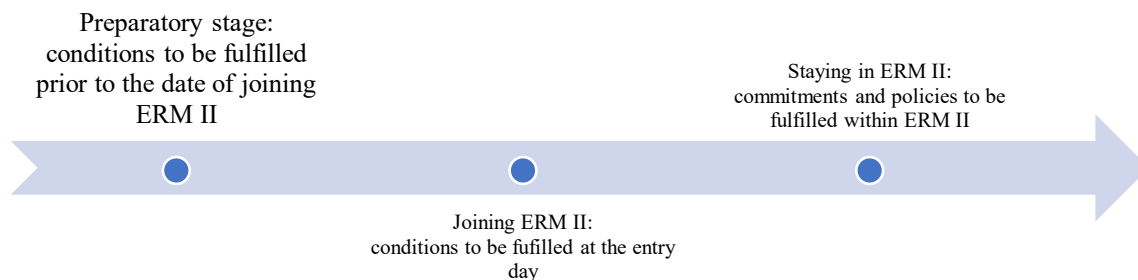 Preparatory stage:
conditions to be fulfilled
prior to the date of joining
ERM II
Joining ERM II:
conditions to be fufilled at the entry
day
Staying in ERM II:
commitments and policies to be
fulfilled within ERM II